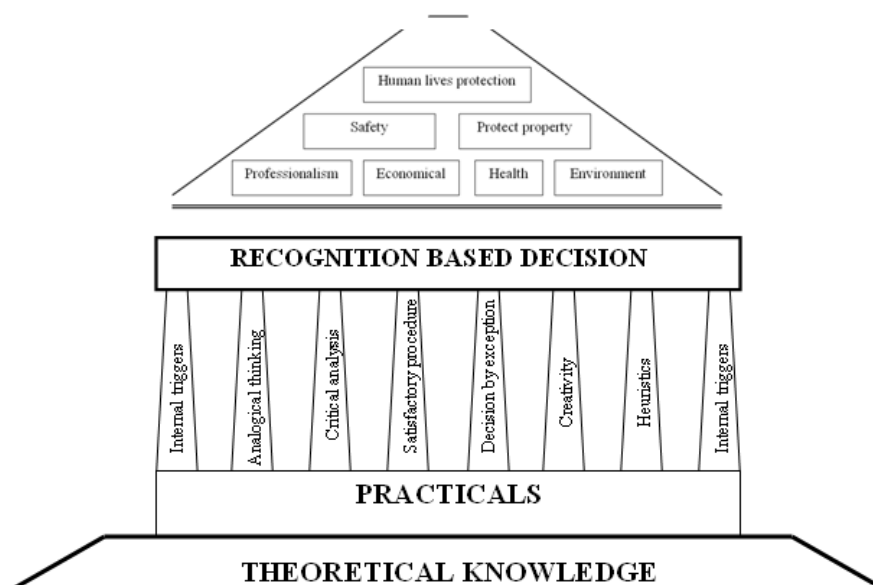 Human lives protection
Safety
Protect property
Professionalism
Economical
Health
Environment
RECOGNITION BASED DECISION
Internal triggers
Analogical thinking
Critical analysis
Satisfactory procedure
Decision by exception
Creativity
Heuristics
Internal triggers
PRACTICALS
THEORETICAL KNOWLEDGE